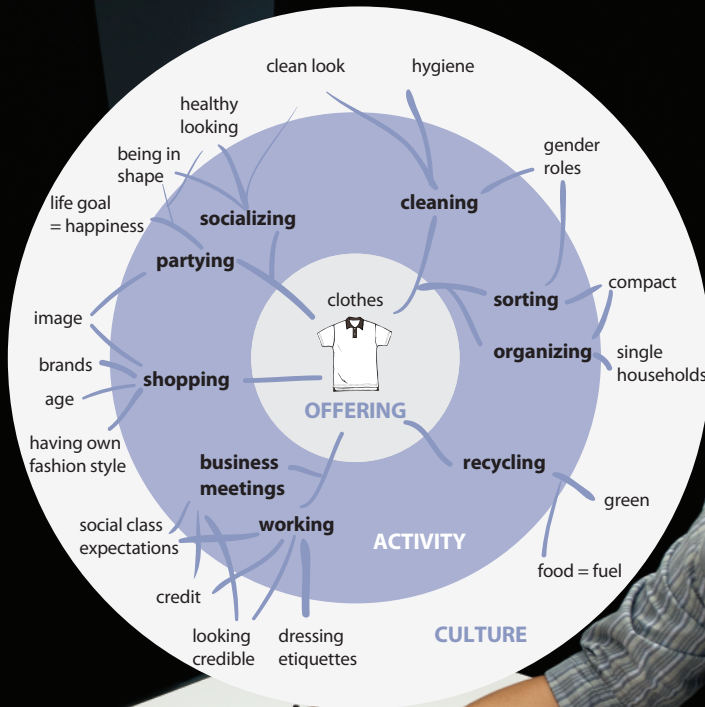 clean look
hygiene
healthy
looking
being in
shape
gender
roles
life goal
= happiness
socializing
cleaning
partying
clothes
sorting
compact
image
organizing
single
households
brands
shopping
age
OFFERING
having own
fashion style
business
meetings
recycling
green
social class
expectations
working
ACTIVITY
food = fuel
credit
looking
credible
dressing
etiquettes
CULTURE